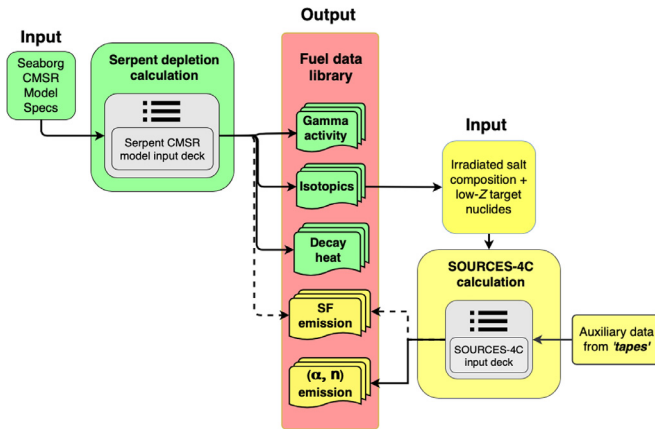 Output
Input
Seaborg
CMSR
Model
Specs
Serpent depletion
calculation
Serpent CMSR
model input deck
Fuel data
library
Gamma
activity
Isotopics
Decay
heat
SF
emission
(α, n)
emission
Input
Irradiated salt
composition +
low-Z target
nuclides
SOURCES-4C
calculation
SOURCES-4C
input deck
Auxiliary data
from 'tapes'